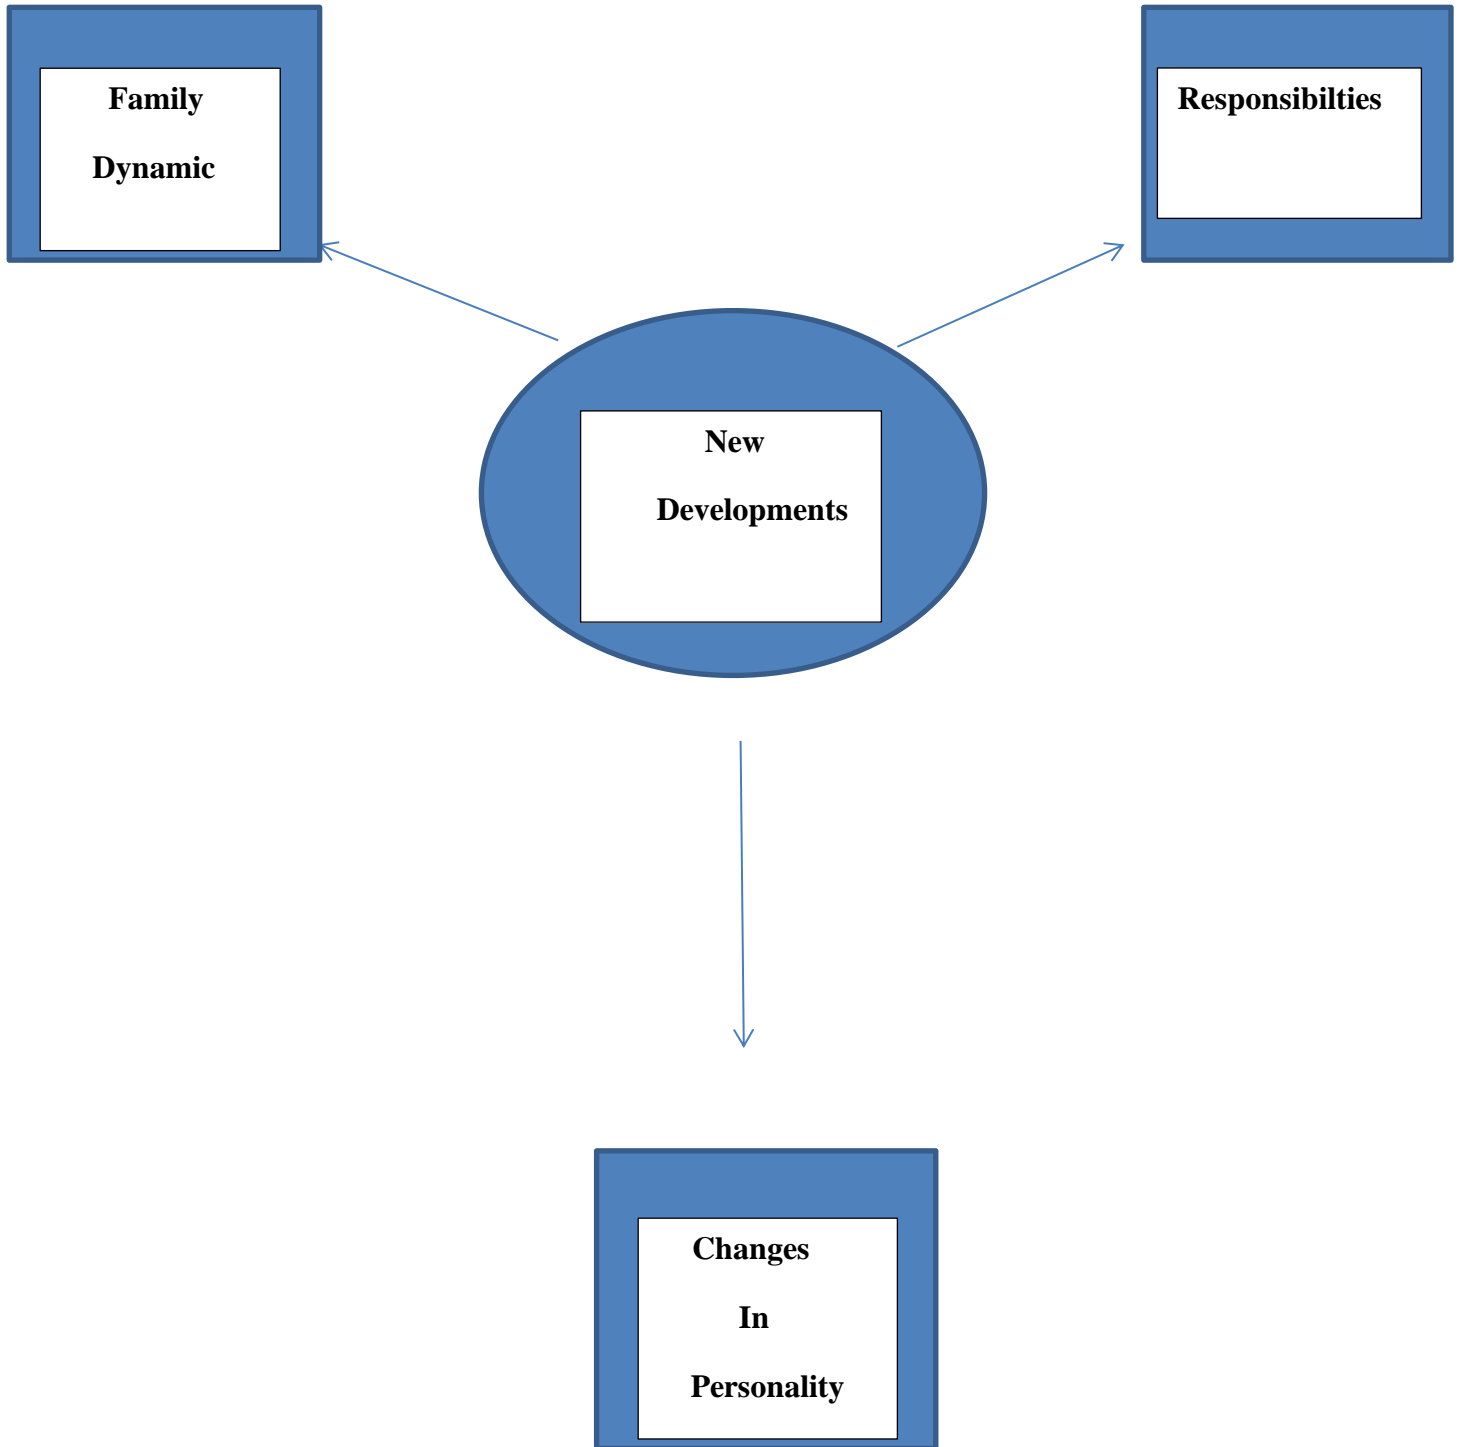 Family
Dynamic
Responsibilties
New
Developments
Changes
In
Personality